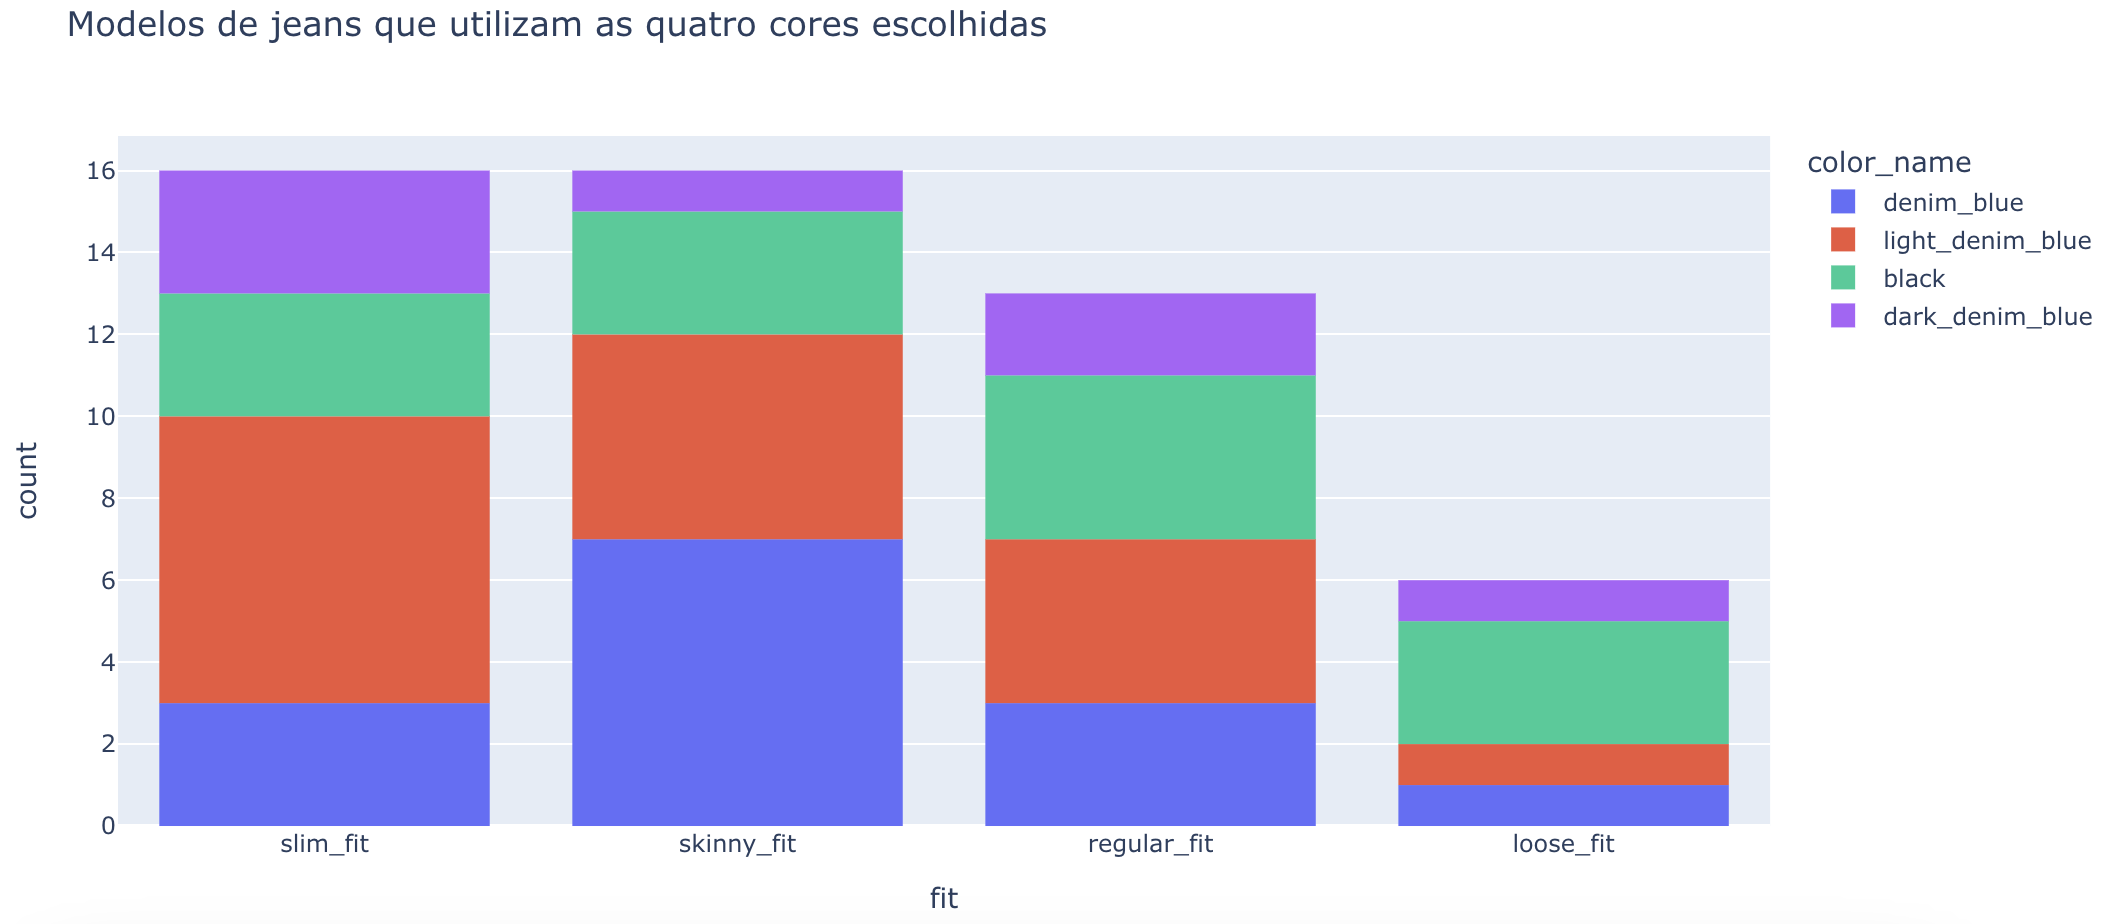 Modelos de jeans que utilizam as quatro cores escolhidas
16
14
12
10
8
6
4
2
0
count
slim_fit
skinny_fit
regular_fit
loose_fit
fit
color_name
denim_blue
light_denim_blue
black
dark_denim_blue